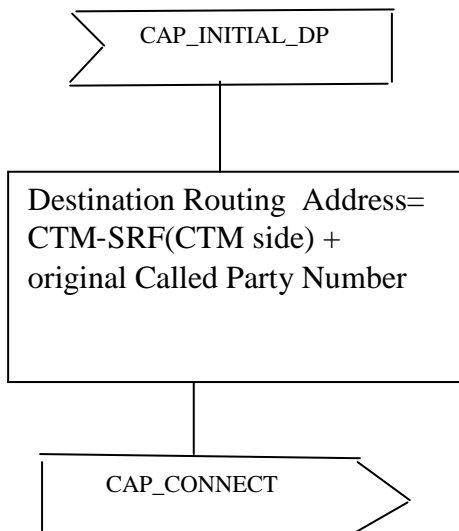 CAP_INITIAL_DP
Destination Routing Address=
CTM-SRF(CTM side) +
original Called Party Number
CAP_CONNECT